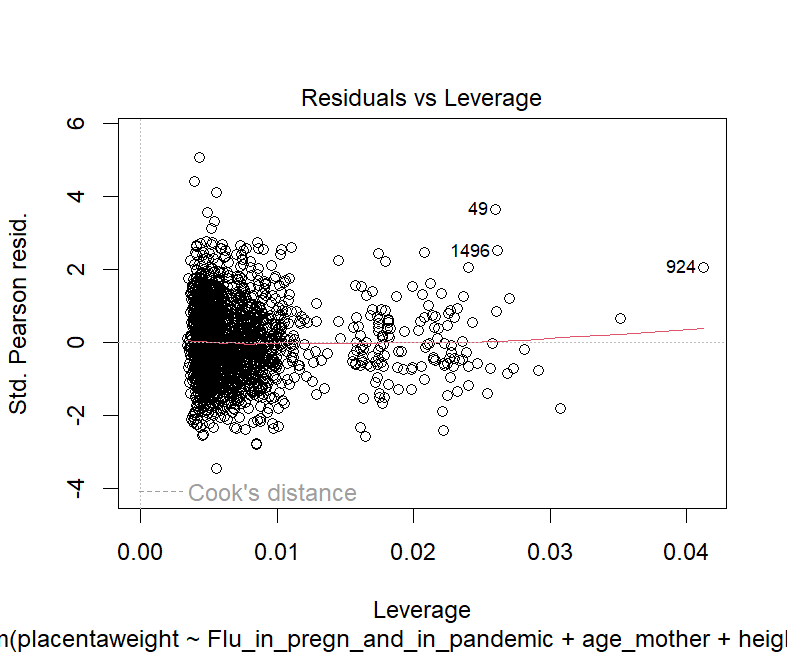 Residuals vs Leverage
Std. Pearson resid.
6
4
2
0
-2
-4
49
1496
924
Cook's distance
0.00 0.01 0.02 0.03 0.04
Leverage
m(placentaweight ~ Flu_in_pregn_and_in_pandemic + age_mother + heigh